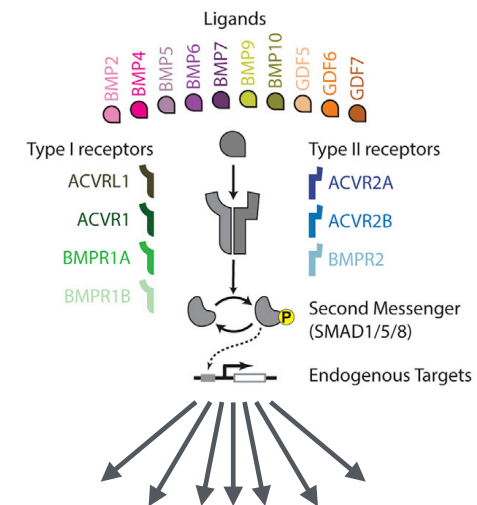 Ligands
BMP2
BMP4
BMP5
BMP6
BMP7
BMP9
BMP10
GDF5
GDF6
GDF7
Type I receptors
Type II receptors
ACVRL1
ACVR2A
ACVR1
ACVR2B
BMPR1A
BMPR2
BMPR1B
P
Second Messenger
(SMAD1/5/8)
Endogenous Targets